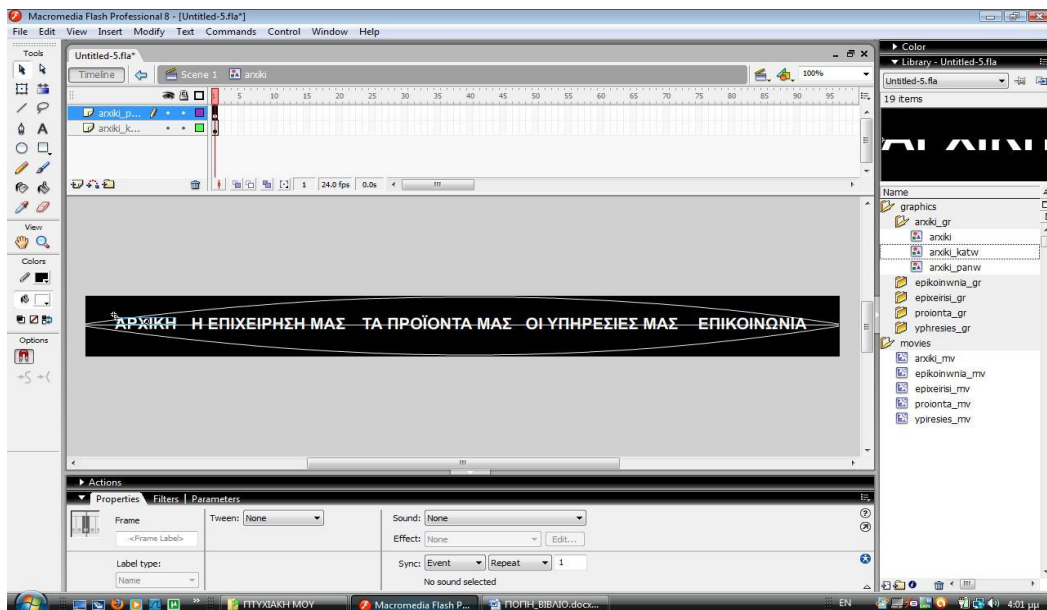 Macromedia Flash Professional 8 - [Untitled-5.fla*]
File Edit View Insert Modify Text Commands Control Window Help
Tools
View
Colors
Options
Untitled-5.fla*
Timeline Scene 1 arxiki 100%
1 5 10 15 20 25 30 35 40 45 50 55 60 65 70 75 80 85 90 95
arxiki_p...
arxiki_k...
1 24.0 fps 0.0s
ΑΡΧΙΚΗ Η ΕΠΙΧΕΙΡΗΣΗ ΜΑΣ ΤΑ ΠΡΟΪΟΝΤΑ ΜΑΣ ΟΙ ΥΠΗΡΕΣΙΕΣ ΜΑΣ ΕΠΙΚΟΙΝΩΝΙΑ
Actions
Properties Filters Parameters
Frame
<Frame Label>
Label type:
Name
Tween: None
Sound: None
Effect: None Edit...
Sync: Event Repeat 1
No sound selected
Color
Library - Untitled-5.fla
Untitled-5.fla
19 items
Name
graphics
arxiki_gr
arxiki
arxiki_katw
arxiki_panw
epikoinwnia_gr
epixeirisi_gr
proionta_gr
yphresies_gr
movies
arxiki_mv
epikoinwnia_mv
epixeirisi_mv
proionta_mv
ypiresies_mv
ΠΤΥΧΙΑΚΗ ΜΟΥ Macromedia Flash P... ΠΟΠΗ_ΒΙΒΛΙΟ.docx... EN 4:01 μμ